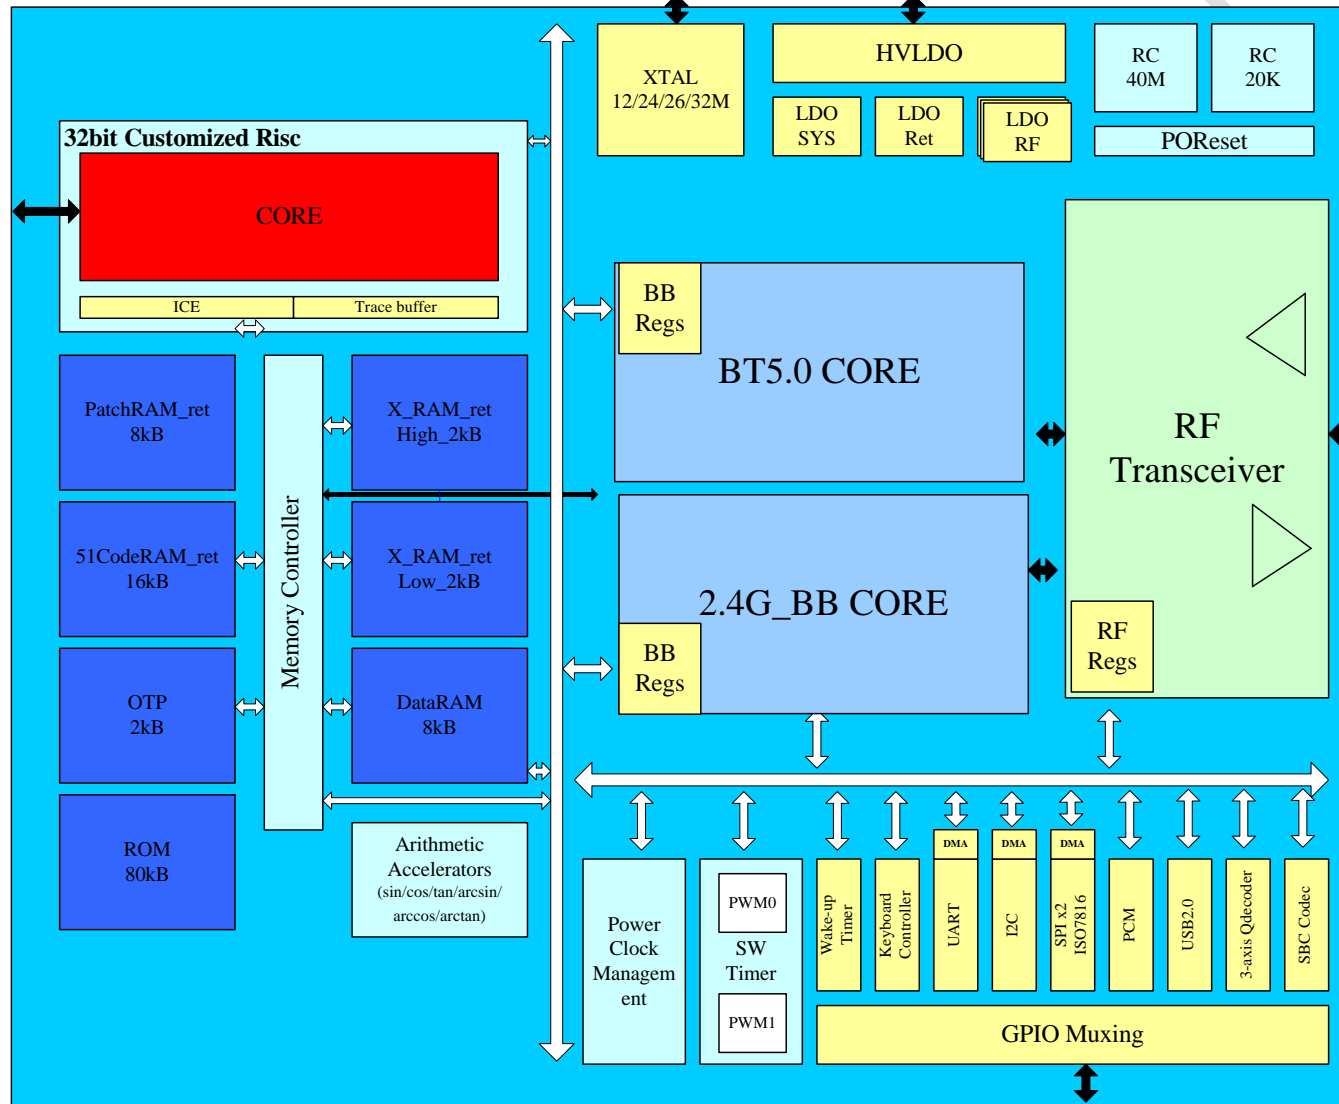 XTAL
12/24/26/32M
HVLDO
LDO
SYS
LDO
Ret
LDO
RF
RC
40M
RC
20K
POReset
32bit Customized Risc
CORE
ICE
Trace buffer
PatchRAM_ret
8kB
51CodeRAM_ret
16kB
OTP
2kB
ROM
80kB
Memory Controller
X_RAM_ret
High_2kB
X_RAM_ret
Low_2kB
DataRAM
8kB
Arithmetic
Accelerators
(sin/cos/tan/arcsin/
arccos/arctan)
BB
Regs
BT5.0 CORE
2.4G_BB CORE
BB
Regs
RF
Transceiver
RF
Regs
Power
Clock
Managem
ent
PWM0
SW
Timer
PWM1
Wake-up
Timer
Keyboard
Controller
DMA
UART
DMA
I2C
DMA
SPI x2
ISO7816
PCM
USB2.0
3-axis Qdecoder
SBC Codec
GPIO Muxing